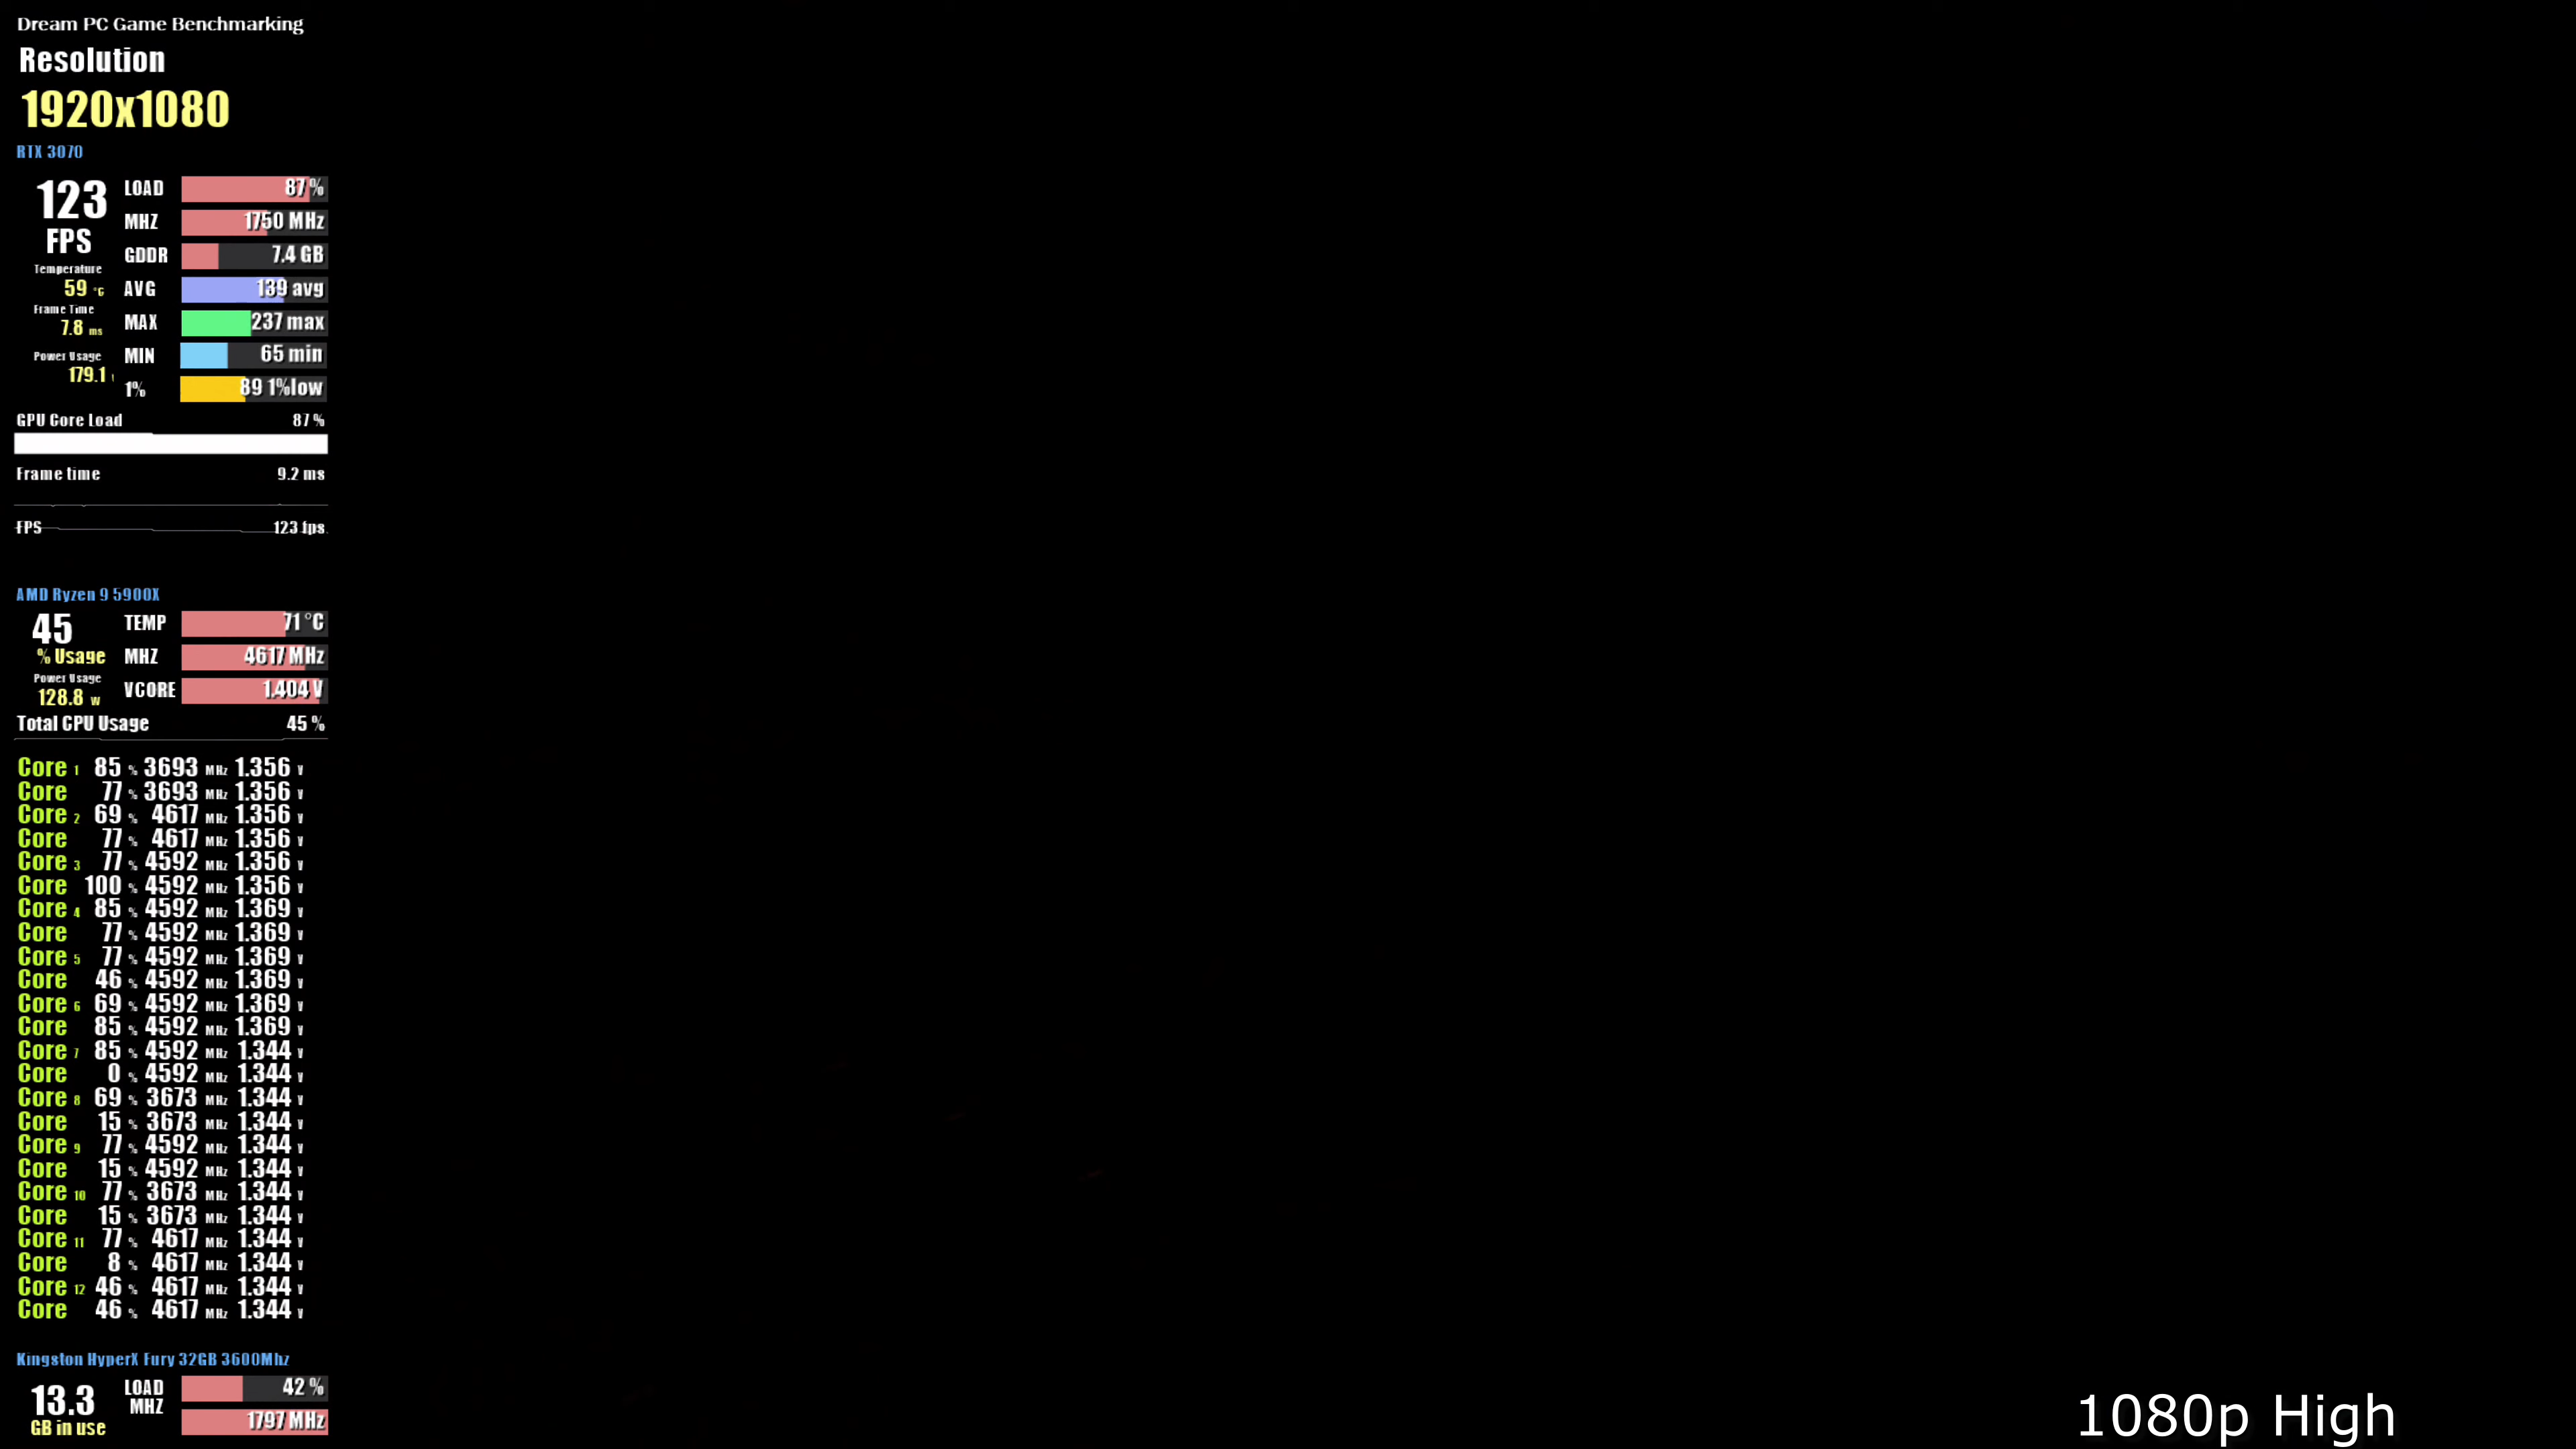 Dream PC Game Benchmarking
Resolution
1920x1080
RTX 3070
123 FPS
Temperature
59 °C
Frame Time
7.8 ms
Power Usage
179.1
LOAD 87 %
MHZ 1750 MHz
GDDR 7.4 GB
AVG 139 avg
MAX 237 max
MIN 65 min
1% 89 1%low
GPU Core Load 87 %
Frame time 9.2 ms
FPS 123 fps
AMD Ryzen 9 5900X
45
% Usage
Power Usage
128.8 W
TEMP 71 °C
MHZ 4617 MHz
VCORE 1.404 V
Total CPU Usage 45 %
Core 1 85 % 3693 MHz 1.356 V
Core 77 % 3693 MHz 1.356 V
Core 2 69 % 4617 MHz 1.356 V
Core 77 % 4617 MHz 1.356 V
Core 3 77 % 4592 MHz 1.356 V
Core 100 % 4592 MHz 1.356 V
Core 4 85 % 4592 MHz 1.369 V
Core 77 % 4592 MHz 1.369 V
Core 5 77 % 4592 MHz 1.369 V
Core 46 % 4592 MHz 1.369 V
Core 6 69 % 4592 MHz 1.369 V
Core 85 % 4592 MHz 1.369 V
Core 7 85 % 4592 MHz 1.344 V
Core 0 % 4592 MHz 1.344 V
Core 8 69 % 3673 MHz 1.344 V
Core 15 % 3673 MHz 1.344 V
Core 9 77 % 4592 MHz 1.344 V
Core 15 % 4592 MHz 1.344 V
Core 10 77 % 3673 MHz 1.344 V
Core 15 % 3673 MHz 1.344 V
Core 11 77 % 4617 MHz 1.344 V
Core 8 % 4617 MHz 1.344 V
Core 12 46 % 4617 MHz 1.344 V
Core 46 % 4617 MHz 1.344 V
Kingston HyperX Fury 32GB 3600Mhz
13.3
GB in use
LOAD 42 %
MHZ 1797 MHz
1080p High